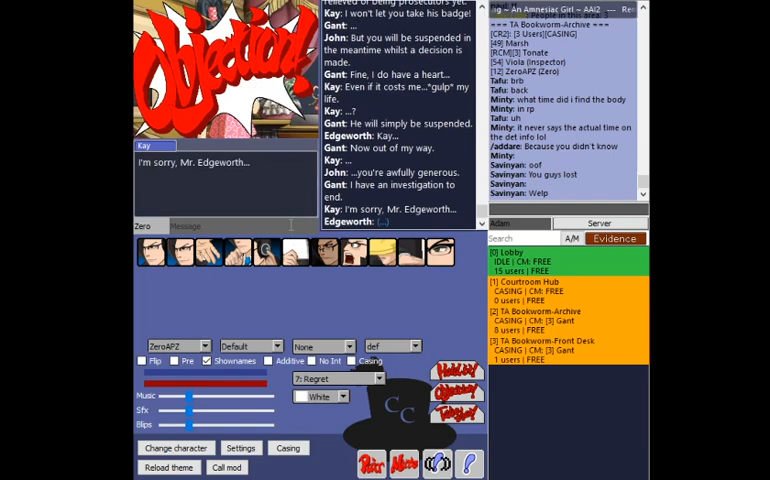 Objection!
Kay
I'm sorry, Mr. Edgeworth...
Zero
Message
relieved of being prosecutors yet.
Kay: I won't let you take his badge!
Gant: ...
John: But you will be suspended in
the meantime whilst a decision is
made.
Gant: Fine, I do have a heart...
Kay: Even if it costs me...*gulp* my
life.
Kay: ...?
Gant: He will simply be suspended.
Edgeworth: Kay...
Gant: Now out of my way.
Kay: ...
John: ...you're awfully generous.
Gant: I have an investigation to
end.
Kay: I'm sorry, Mr. Edgeworth...
Edgeworth: (...)
~ An Amnesiac Girl ~ AAI2 ---
People in this area: 3
=== TA Bookworm-Archive ===
[CR2]: [3 Users][CASING]
[49] Marsh
[RCM][3] Tonate
[54] Viola (Inspector)
[12] ZeroAPZ (Zero)
Tafu: brb
Tafu: back
Minty: what time did i find the body
in rp
Tafu: uh
Minty: it never says the actual time on
the det info lol
/addare: Because you didn't know
Minty:
Savinyan: oof
Savinyan: You guys lost
Savinyan:
Savinyan: Welp
Adam
Server
Search
A/M
Evidence
[0] Lobby
IDLE | CM: FREE
15 users | FREE
[1] Courtroom Hub
CASING | CM: FREE
0 users | FREE
[2] TA Bookworm-Archive
CASING | CM: [3] Gant
8 users | FREE
[3] TA Bookworm-Front Desk
CASING | CM: [3] Gant
1 users | FREE
ZeroAPZ
Default
None
def
Flip
Pre
Shownames
Additive
No Int
Casing
7: Regret
White
Music
Sfx
Blips
Hold it!
Objection!
Take that!
CC
Change character
Settings
Casing
Reload theme
Call mod
Pair
Mute